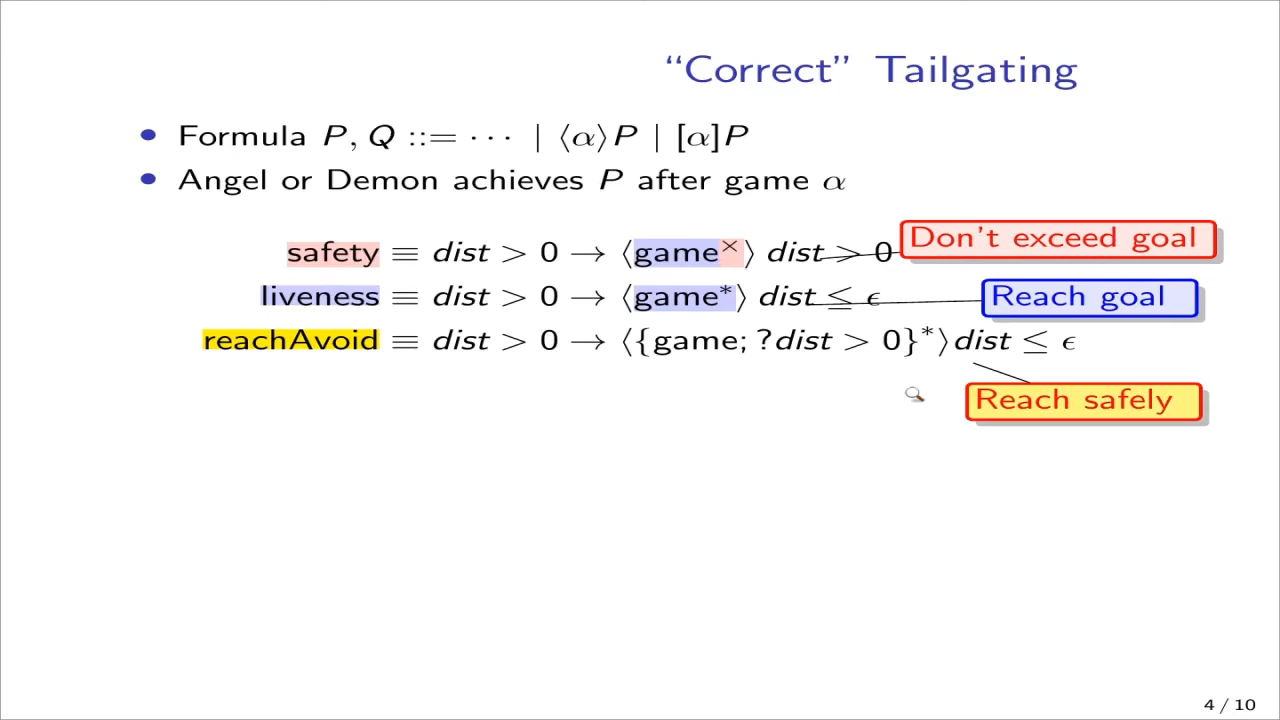 “Correct” Tailgating
• Formula P, Q ::= · · · | ⟨α⟩P | [α]P
• Angel or Demon achieves P after game α
safety ≡ dist > 0 → ⟨game×⟩ dist > 0
Don't exceed goal
liveness ≡ dist > 0 → ⟨game*⟩ dist ≤ ϵ
Reach goal
reachAvoid ≡ dist > 0 → ⟨{game; ?dist > 0}*⟩dist ≤ ϵ
Reach safely
4 / 10